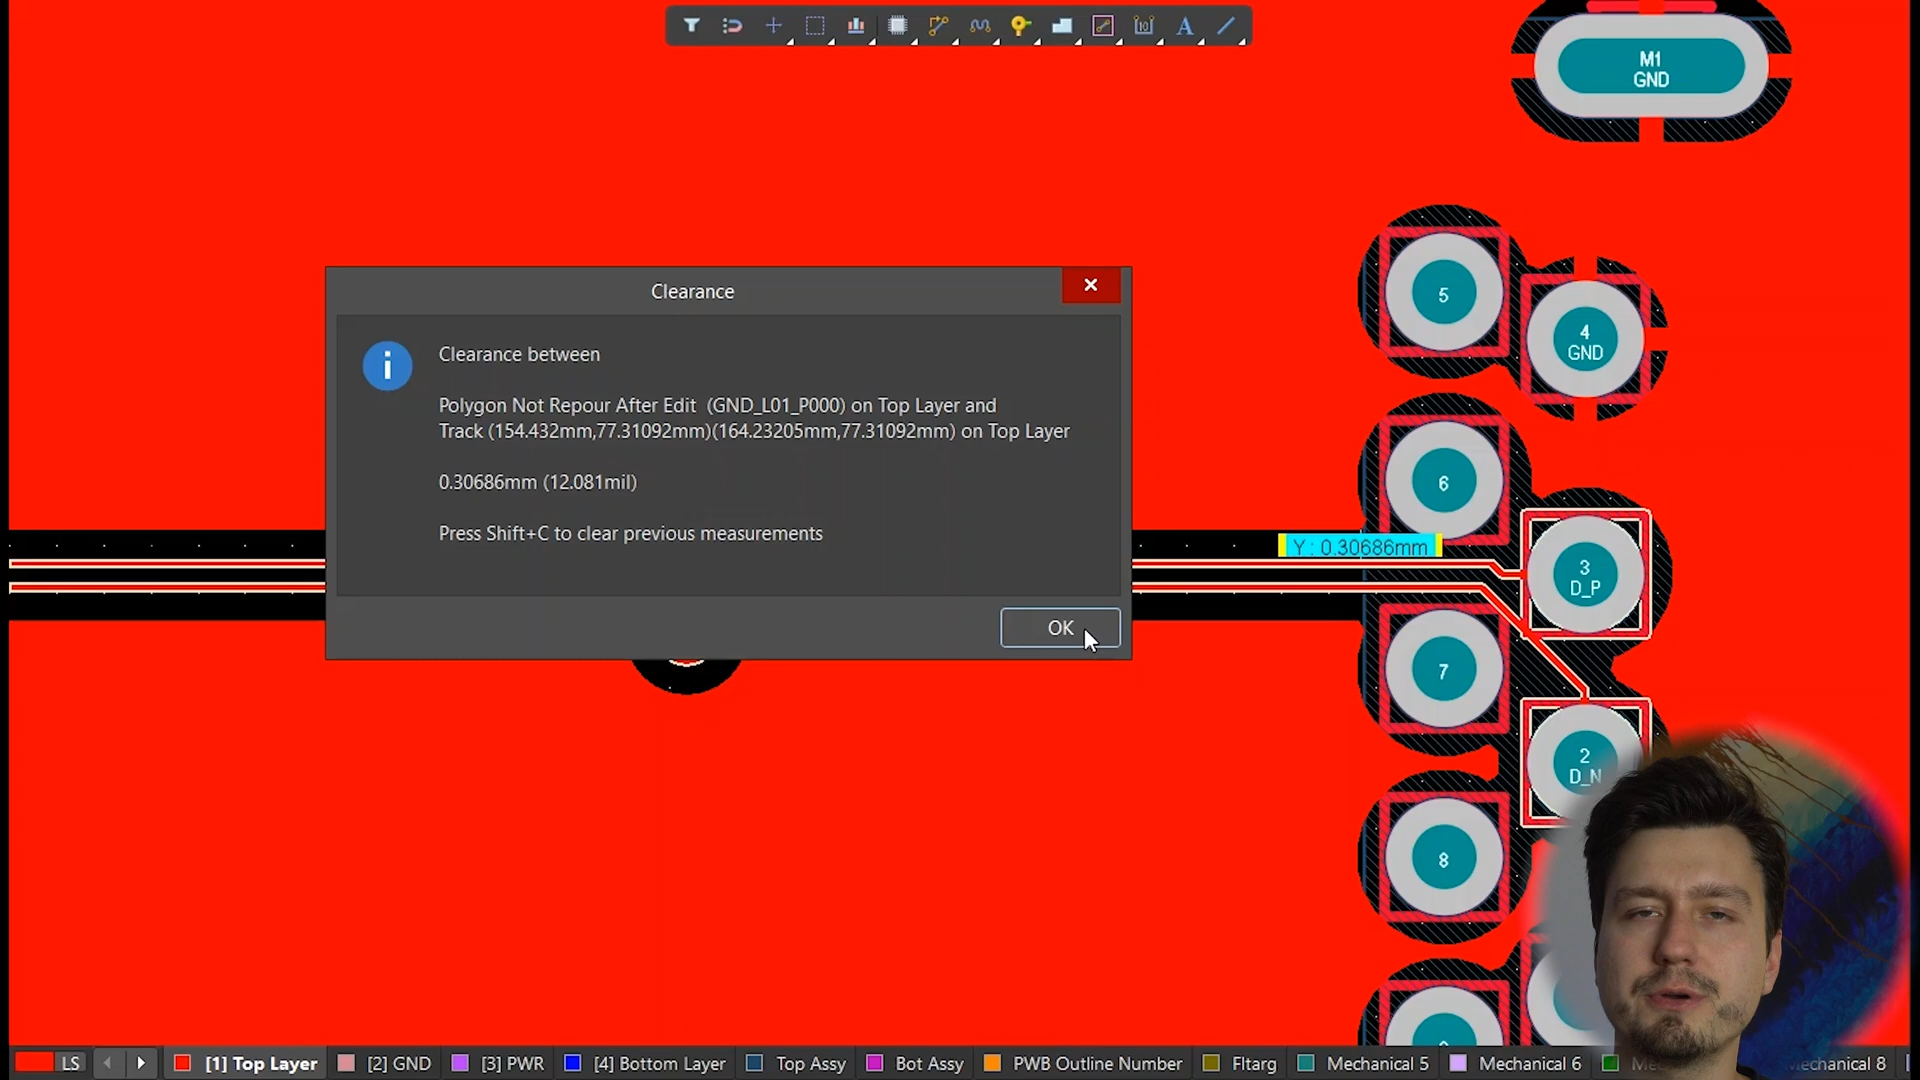 10
A
M1
GND
5
4
GND
Clearance
Clearance between
Polygon Not Repour After Edit (GND_L01_P000) on Top Layer and
Track (154.432mm,77.31092mm)(164.23205mm,77.31092mm) on Top Layer
0.30686mm (12.081mil)
Press Shift+C to clear previous measurements
OK
6
Y : 0.30686mm
3
D_P
7
2
D_N
8
LS
[1] Top Layer
[2] GND
[3] PWR
[4] Bottom Layer
Top Assy
Bot Assy
PWB Outline Number
Fltarg
Mechanical 5
Mechanical 6
Mechanical 8